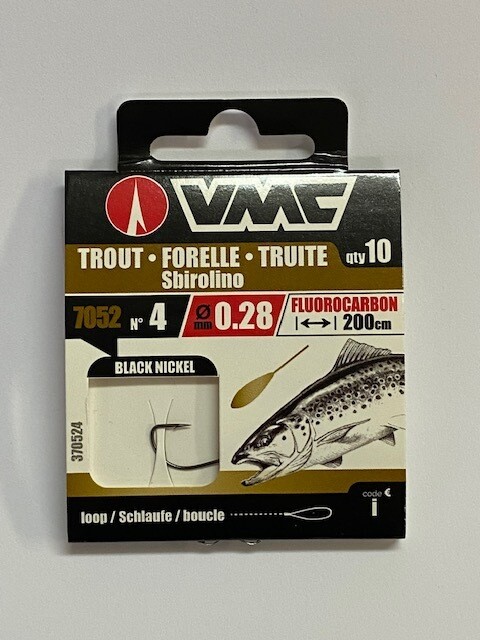 VMC
TROUT • FORELLE • TRUITE qty 10
Sbirolino
7052 N° 4 Ø mm 0.28 FLUOROCARBON
200cm
BLACK NICKEL
370524
code €
i
loop / Schlaufe / boucle